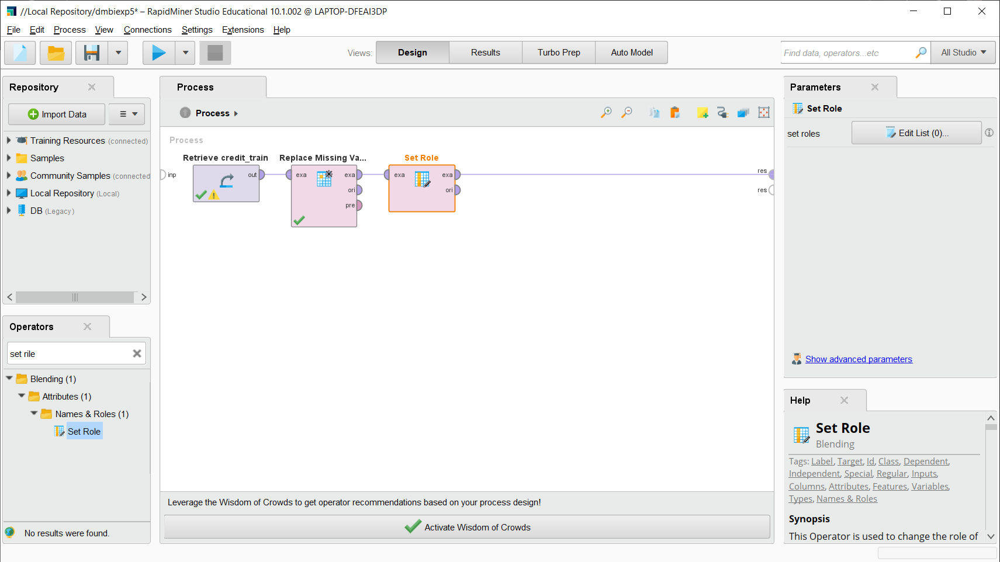 //Local Repository/dmbiexp5* – RapidMiner Studio Educational 10.1.002 @ LAPTOP-DFEAI3DP
File Edit Process View Connections Settings Extensions Help
Views: Design Results Turbo Prep Auto Model
Find data, operators...etc
All Studio
Repository
Import Data
Training Resources (connected)
Samples
Community Samples (connected
Local Repository (Local)
DB (Legacy)
Operators
set rile
Blending (1)
Attributes (1)
Names & Roles (1)
Set Role
No results were found.
Process
Process
Process
inp
Retrieve credit_train
out
Replace Missing Va...
exa exa
ori
pre
Set Role
exa exa
ori
res
res
Leverage the Wisdom of Crowds to get operator recommendations based on your process design!
Activate Wisdom of Crowds
Parameters
Set Role
set roles
Edit List (0)...
Show advanced parameters
Help
Set Role
Blending
Tags: Label, Target, Id, Class, Dependent,
Independent, Special, Regular, Inputs,
Columns, Attributes, Features, Variables,
Types, Names & Roles
Synopsis
This Operator is used to change the role of